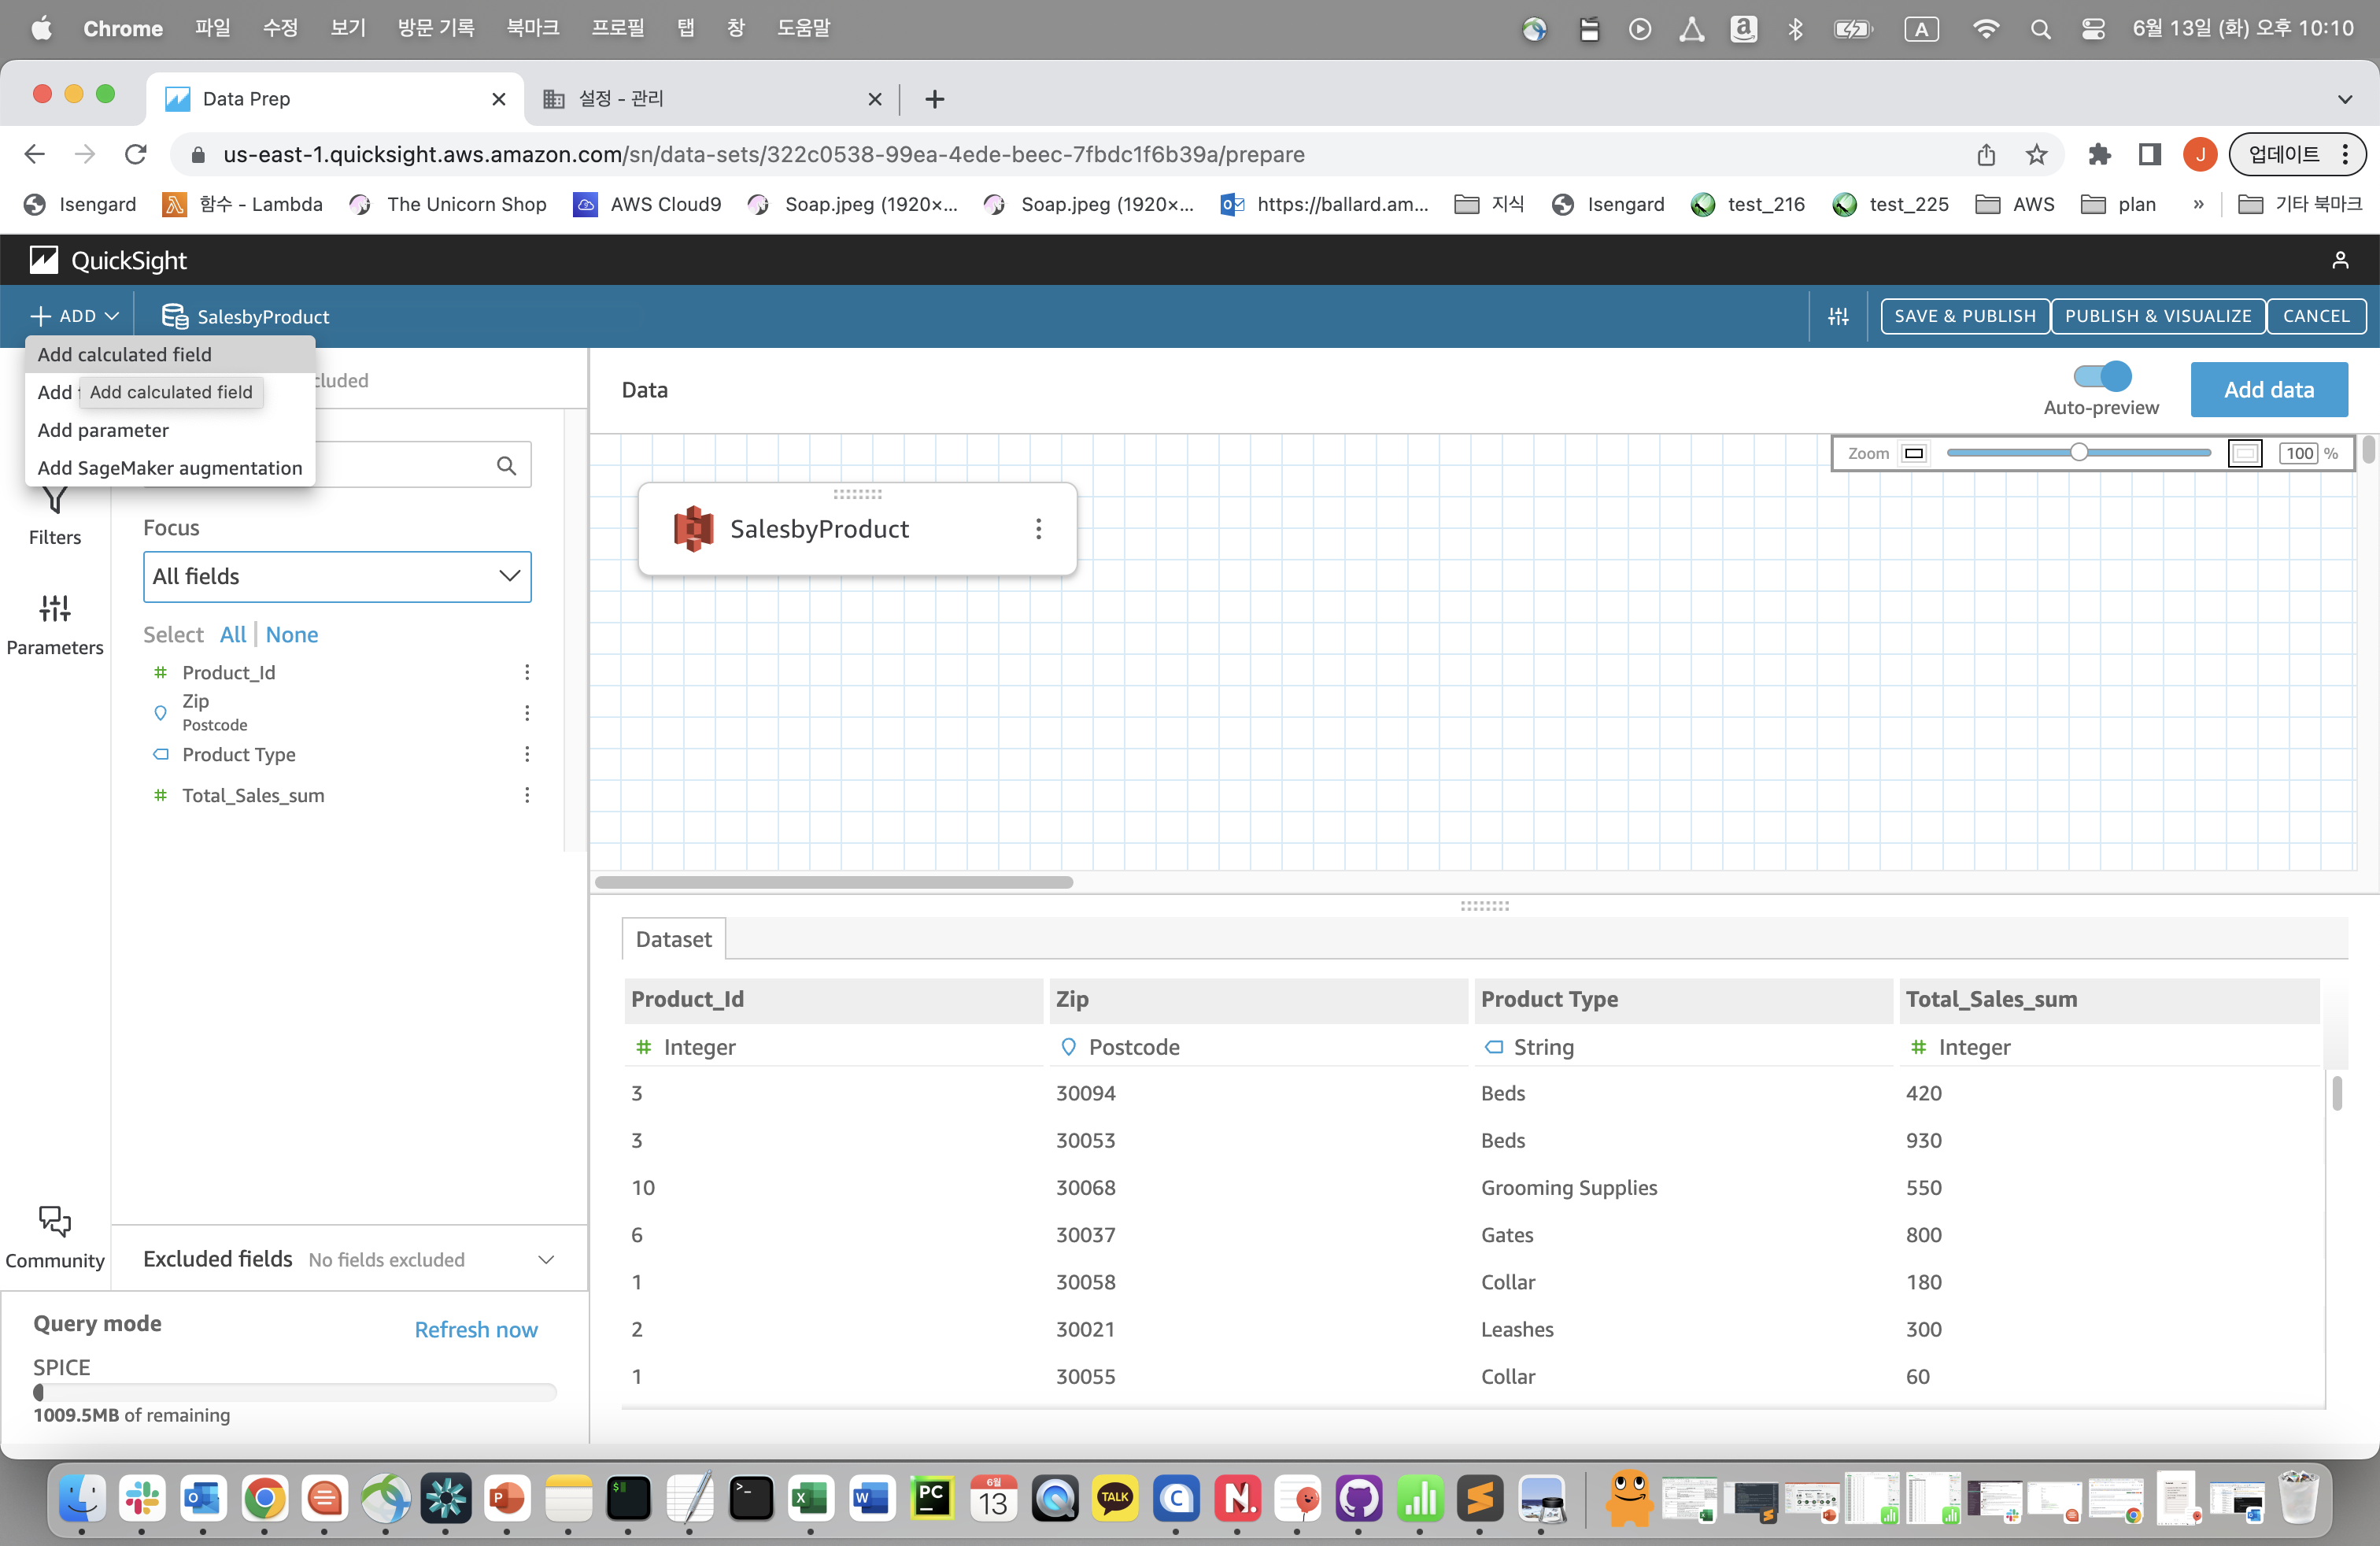 Chrome 파일 수정 보기 방문 기록 북마크 프로필 탭 창 도움말 A 6월 13일 (화) 오후 10:10
Data Prep 설정 - 관리
us-east-1.quicksight.aws.amazon.com/sn/data-sets/322c0538-99ea-4ede-beec-7fbdc1f6b39a/prepare J 업데이트
Isengard 함수 - Lambda The Unicorn Shop AWS Cloud9 Soap.jpeg (1920×... Soap.jpeg (1920×... https://ballard.am... 지식 Isengard test_216 test_225 AWS plan » 기타 북마크
QuickSight
ADD SalesbyProduct SAVE & PUBLISH PUBLISH & VISUALIZE CANCEL
Add calculated field
Add
Add calculated field
Add parameter
Add SageMaker augmentation
cluded
Filters
Parameters
Community
Focus
All fields
Select All None
Product_Id
Zip
Postcode
Product Type
Total_Sales_sum
Excluded fields No fields excluded
Query mode Refresh now
SPICE
1009.5MB of remaining
Data Auto-preview Add data
Zoom 100 %
SalesbyProduct
Dataset
Product_Id Zip Product Type Total_Sales_sum
Integer Postcode String Integer
3 30094 Beds 420
3 30053 Beds 930
10 30068 Grooming Supplies 550
6 30037 Gates 800
1 30058 Collar 180
2 30021 Leashes 300
1 30055 Collar 60
PC 6월 13 TALK C N.